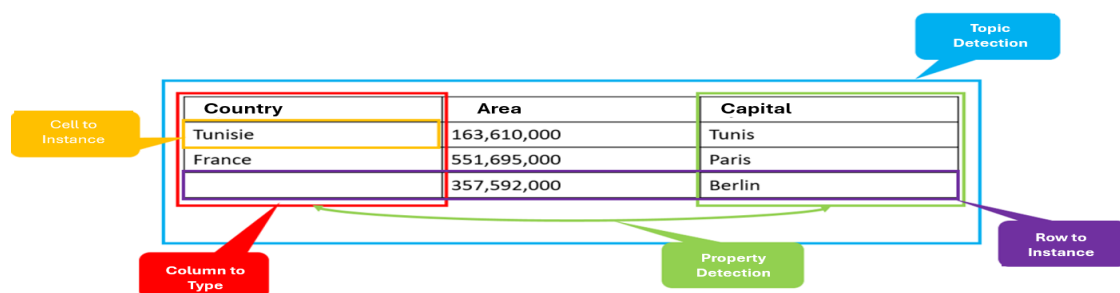 Topic
Detection
Country Area Capital
Cell to
Instance
Tunisie 163,610,000 Tunis
France 551,695,000 Paris
357,592,000 Berlin
Row to
Instance
Property
Detection
Column to
Type